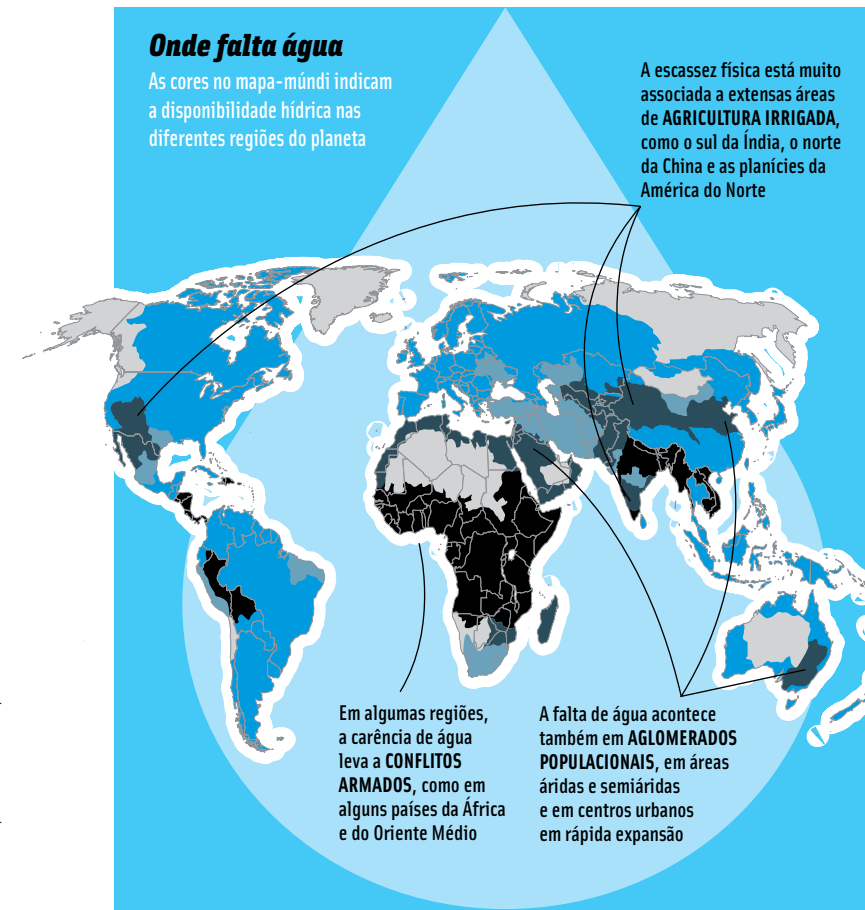 Onde falta água
As cores no mapa-múndi indicam
a disponibilidade hídrica nas
diferentes regiões do planeta
A escassez física está muito
associada a extensas áreas
de AGRICULTURA IRRIGADA,
como o sul da Índia, o norte
da China e as planícies da
América do Norte
Em algumas regiões,
a carência de água
leva a CONFLITOS
ARMADOS, como em
alguns países da África
e do Oriente Médio
A falta de água acontece
também em AGLOMERADOS
POPULACIONAIS, em áreas
áridas e semiáridas
e em centros urbanos
em rápida expansão